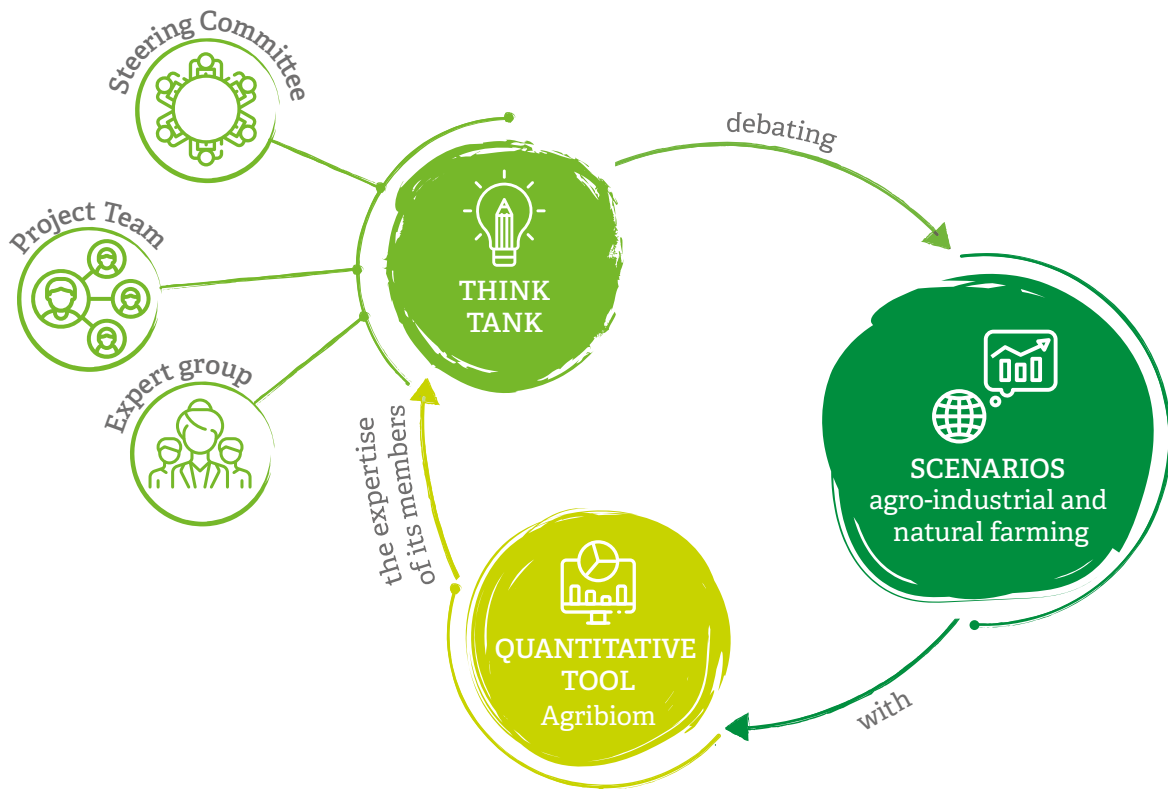 Steering Committee
Project Team
Expert group
THINK
TANK
debating
SCENARIOS
agro-industrial and
natural farming
with
QUANTITATIVE
TOOL
Agribiom
the expertise
of its members